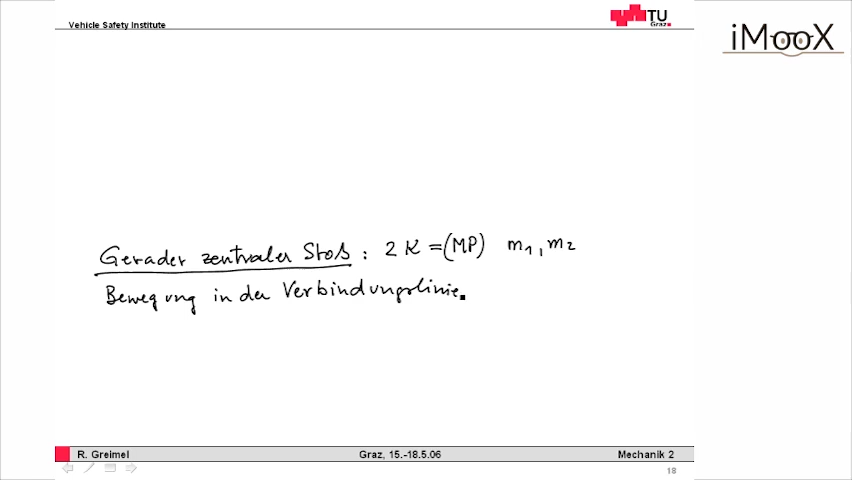 Vehicle Safety Institute
TU
Graz
iMooX
Gerader zentraler Stoß : 2 K = (MP) m1, m2
Bewegung in der Verbindungslinie.
R. Greimel Graz, 15.-18.5.06 Mechanik 2
18